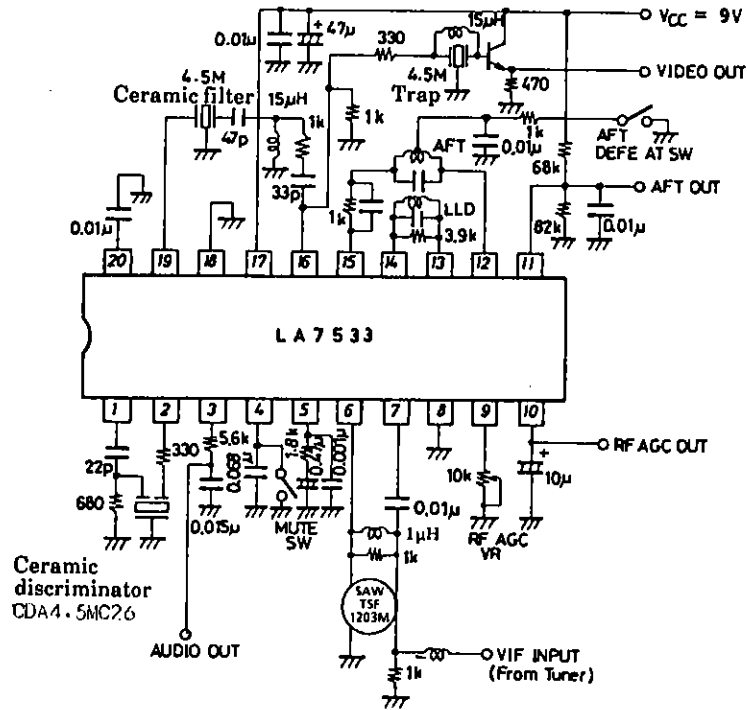 VCC = 9V
15μH
47μ
0.01μ
330
4.5M
Trap
VIDEO OUT
470
4.5M
Ceramic filter
15μH
47p
1k
1k
33p
AFT
0.01μ
1k
AFT
DEFEAT SW
68k
AFT OUT
82k
0.01μ
0.01μ
1k
LLD
3.9k
20
19
18
17
16
15
14
13
12
11
LA7533
1
2
3
4
5
6
7
8
9
10
22p
680
330
5.6k
0.015μ
0.068μ
MUTE
SW
1.8k
0.47μ
0.001μ
0.01μ
1μH
1k
10k
RF AGC
VR
RF AGC OUT
10μ
Ceramic
discriminator
CDA4.5MC26
AUDIO OUT
SAW
TSF
1203M
VIF INPUT
(From Tuner)
1k